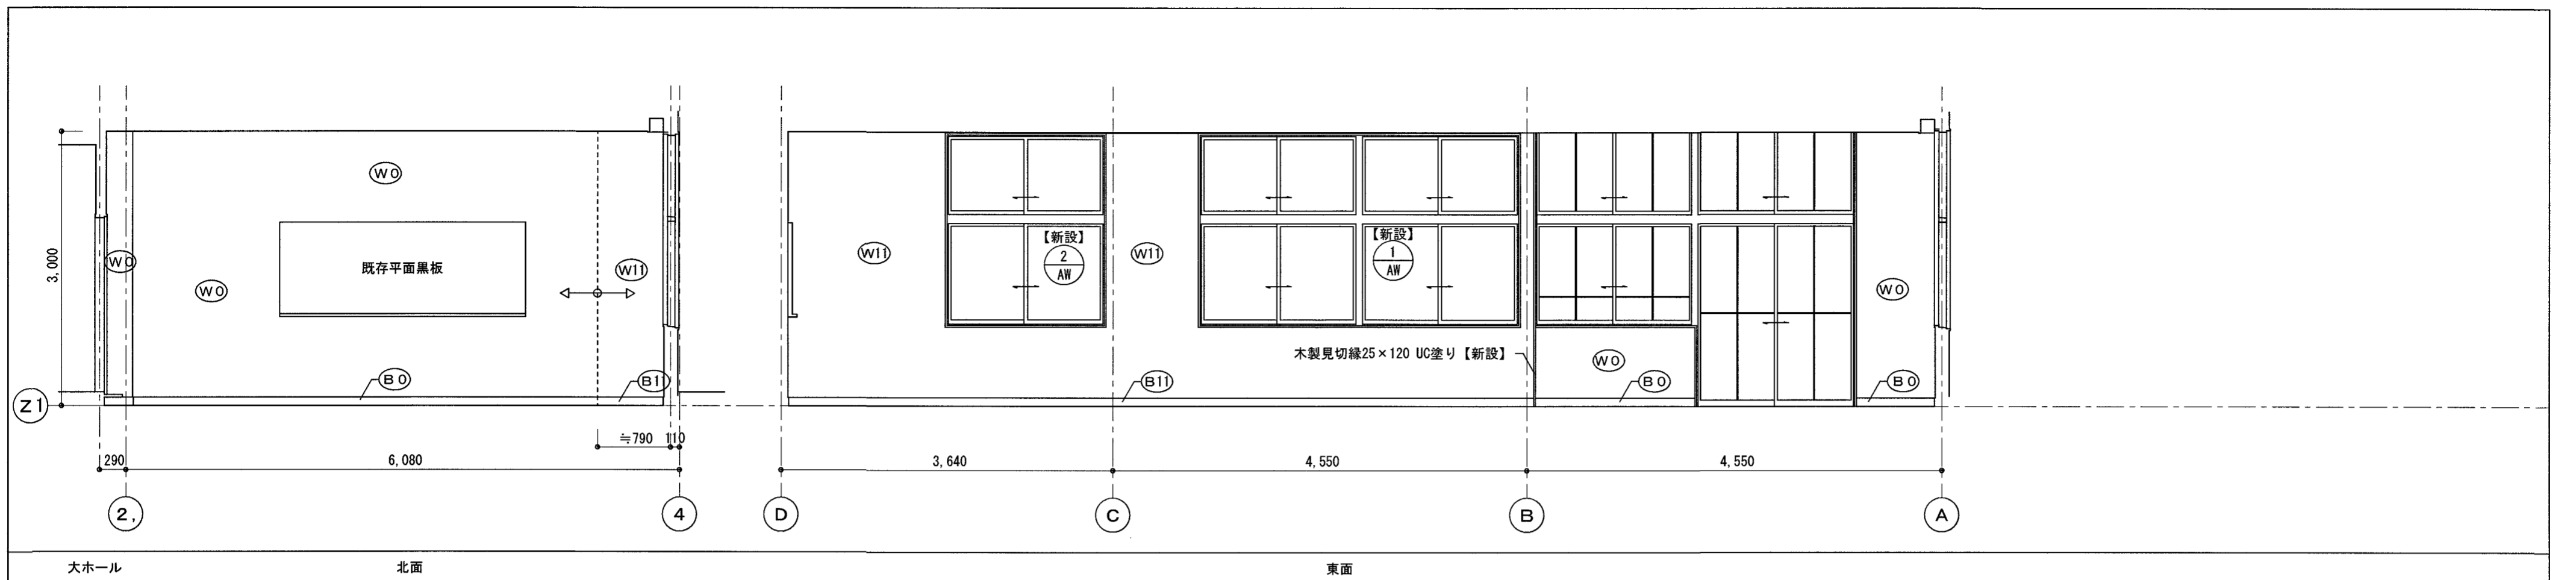 W0
3,000
W0
W0
既存平面黒板
W11
B0
B11
Z1
≒790
110
290
6,080
2,
4
W11
【新設】
2
AW
W11
【新設】
1
AW
木製見切縁25×120 UC塗り【新設】
W0
W0
B11
B0
B0
3,640
4,550
4,550
D
C
B
A
大ホール
北面
東面